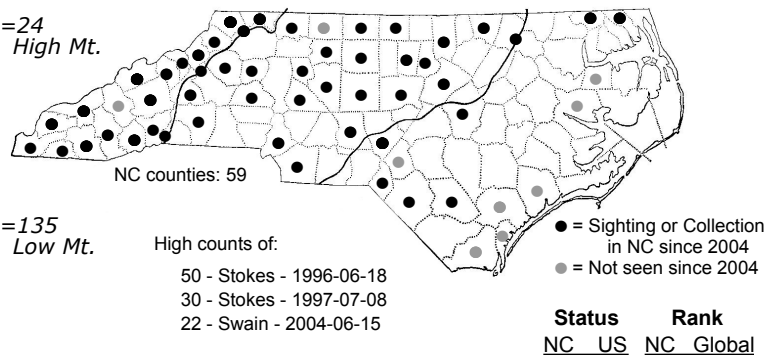 =24
High Mt.
NC counties: 59
=135
Low Mt.
High counts of:
50 - Stokes - 1996-06-18
30 - Stokes - 1997-07-08
22 - Swain - 2004-06-15
● = Sighting or Collection
in NC since 2004
● = Not seen since 2004
Status Rank
NC US NC Global